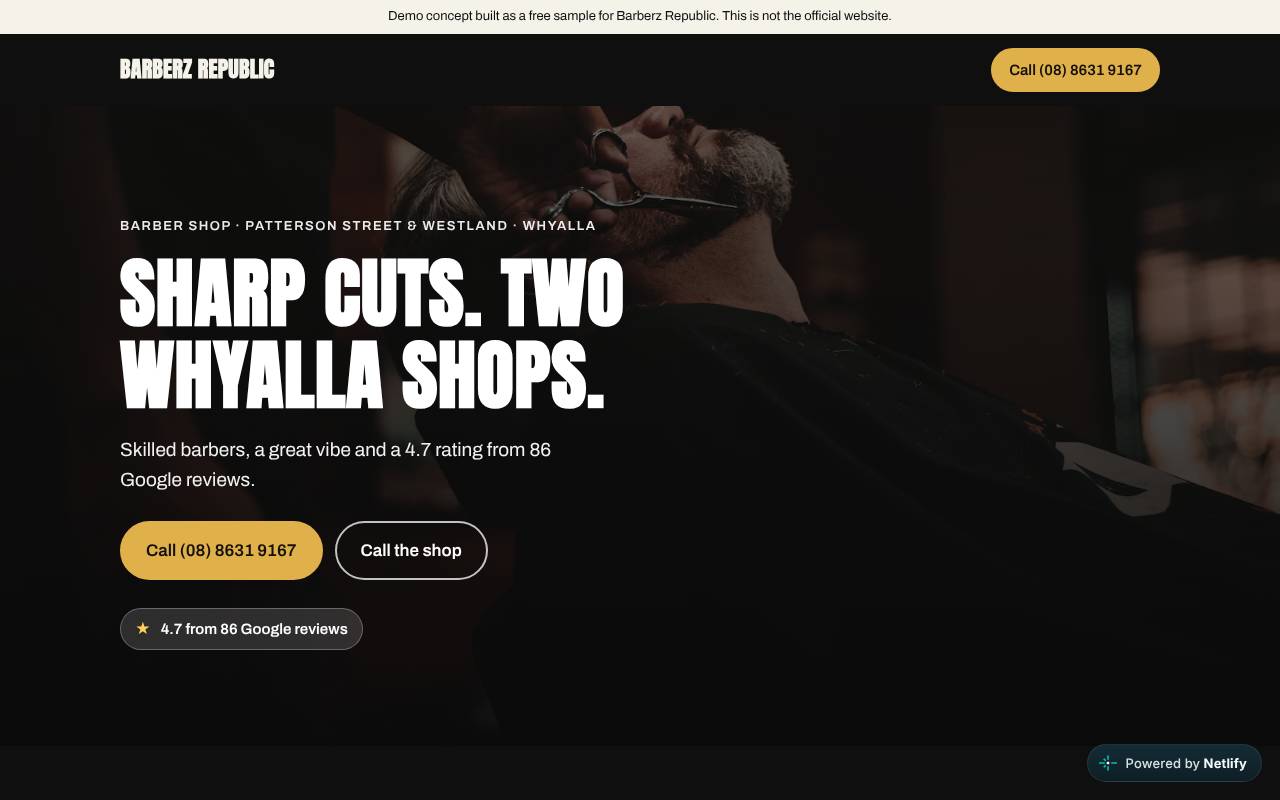 Demo concept built as a free sample for Barberz Republic. This is not the official website.
BARBERZ REPUBLIC
Call (08) 8631 9167
BARBER SHOP · PATTERSON STREET & WESTLAND · WHYALLA
SHARP CUTS. TWO
WHYALLA SHOPS.
Skilled barbers, a great vibe and a 4.7 rating from 86
Google reviews.
Call (08) 8631 9167
Call the shop
★ 4.7 from 86 Google reviews
Powered by Netlify